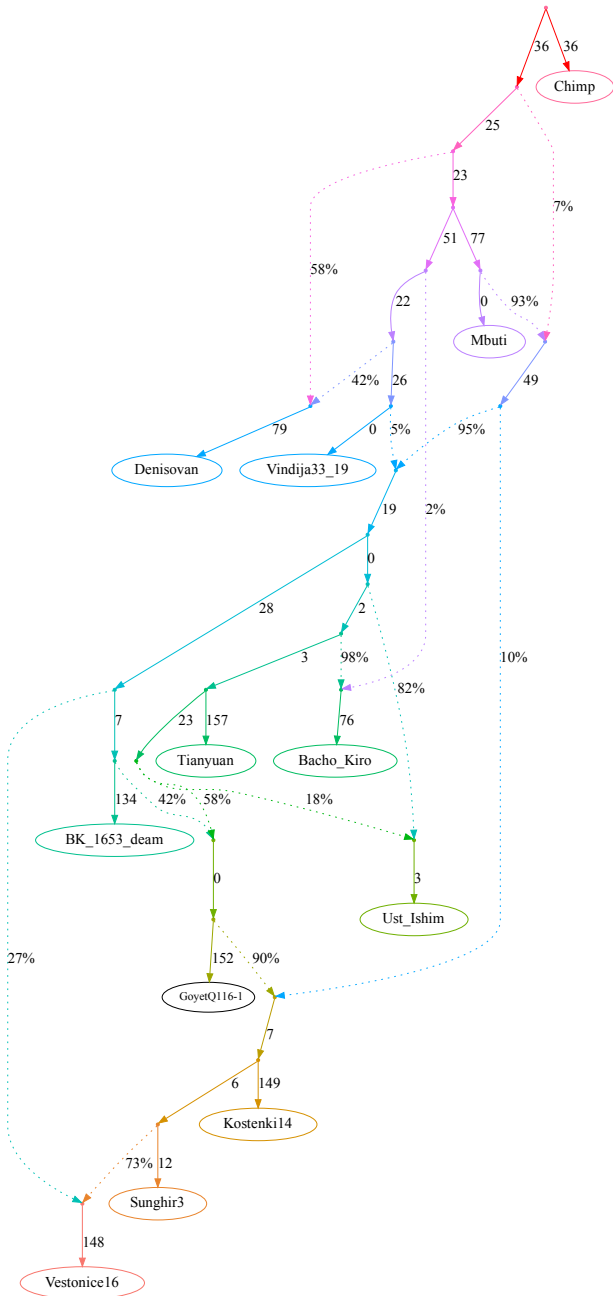 36 36
Chimp
25
23
7%
51 77
58%
22 0 93%
Mbuti
42% 26 49
79 0 5% 95%
Denisovan Vindija33_19
19 2%
0
28 2
3 98% 10%
82%
7 23 157 76
Tianyuan Bacho_Kiro
134 42% 58% 18%
BK_1653_deam
0 3
Ust_Ishim
27% 152 90%
GoyetQ116-1
7
6 149
Kostenki14
73% 12
Sunghir3
148
Vestonice16